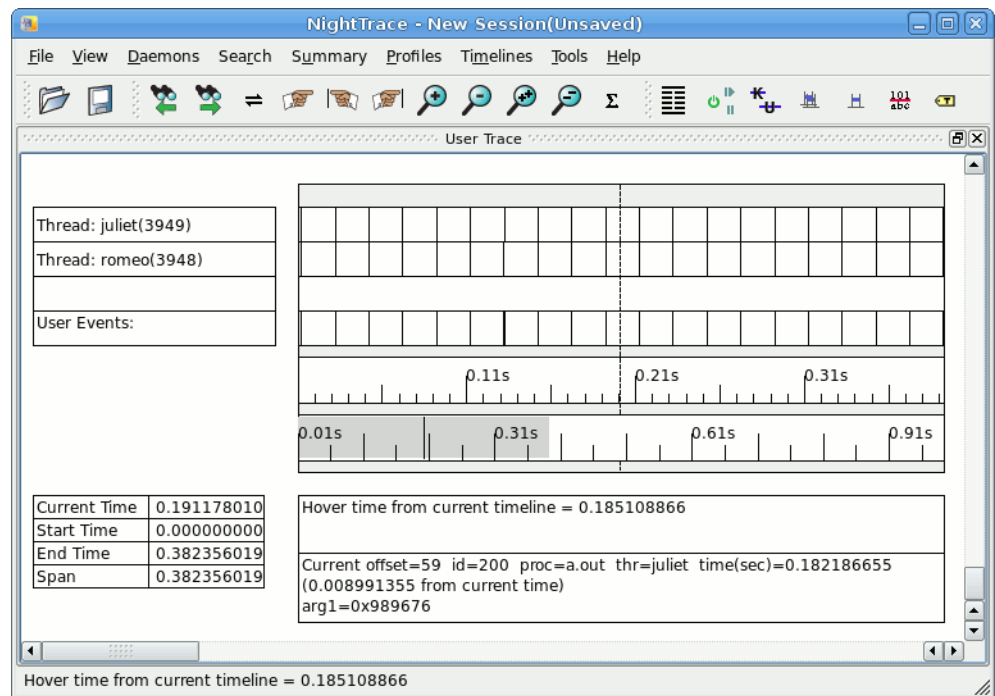 NightTrace - New Session(Unsaved)
File View Daemons Search Summary Profiles Timelines Tools Help
Σ 101 abc T
User Trace
Thread: juliet(3949)
Thread: romeo(3948)
User Events:
0.11s 0.21s 0.31s
0.01s 0.31s 0.61s 0.91s
Current Time 0.191178010
Start Time 0.000000000
End Time 0.382356019
Span 0.382356019
Hover time from current timeline = 0.185108866
Current offset=59 id=200 proc=a.out thr=juliet time(sec)=0.182186655
(0.008991355 from current time)
arg1=0x989676
Hover time from current timeline = 0.185108866